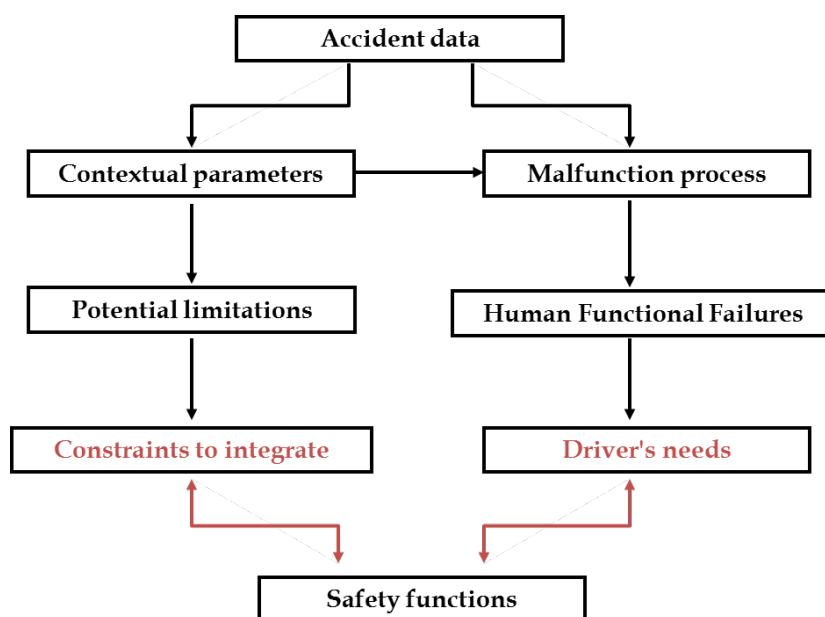 Accident data
Contextual parameters
Malfunction process
Potential limitations
Human Functional Failures
Constraints to integrate
Driver's needs
Safety functions